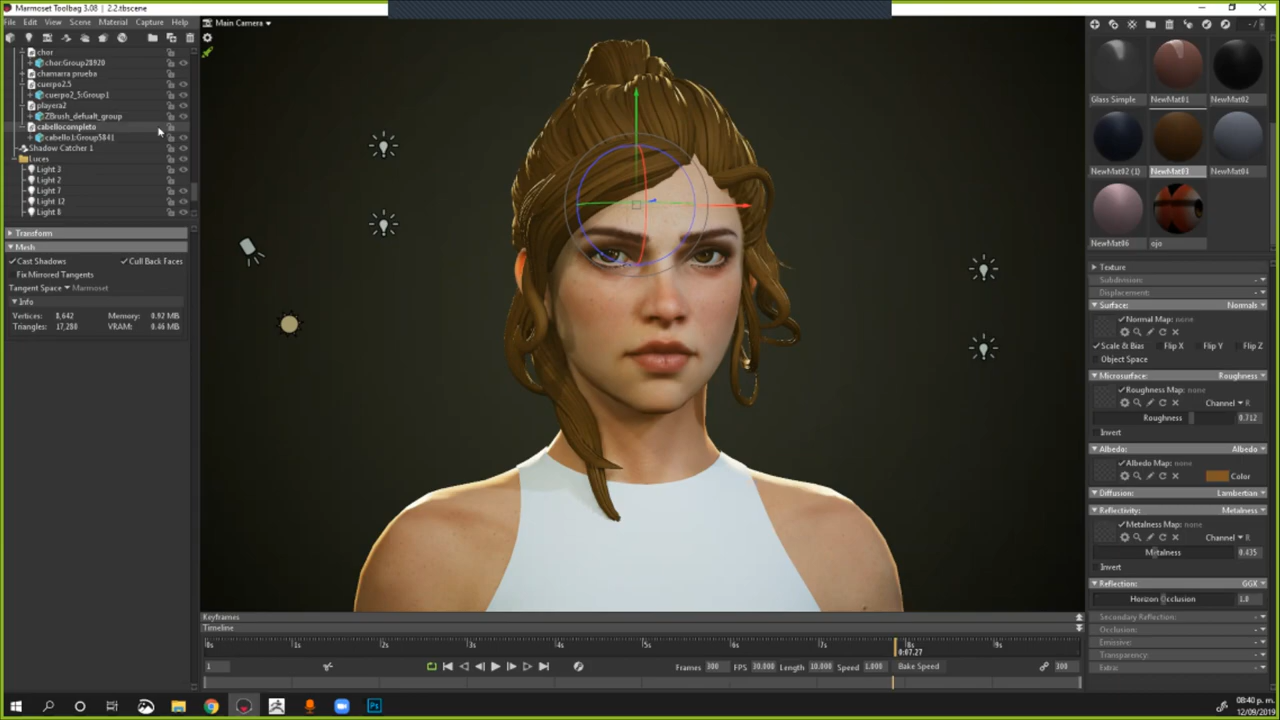 Marmoset Toolbag 3.08 | 2.2.tbscene
File Edit View Scene Material Capture Help
Main Camera
chor
chor:Group28920
chamarra prueba
cuerpo2.5
cuerpo2_5:Group1
playera2
ZBrush_defualt_group
cabellocompleto
cabello1:Group5841
Shadow Catcher 1
Luces
Light 3
Light 2
Light 7
Light 12
Light 8
Transform
Mesh
Cast Shadows Cull Back Faces
Fix Mirrored Tangents
Tangent Space Marmoset
Info
Vertices: 8,642 Memory: 0.92 MB
Triangles: 17,280 VRAM: 0.46 MB
Glass Simple NewMat01 NewMat02
NewMat02 (1) NewMat03 NewMat04
NewMat06 ojo
Texture
Subdivision:
Displacement:
Surface: Normals
Normal Map: none
Scale & Bias Flip X Flip Y Flip Z
Object Space
Microsurface: Roughness
Roughness Map: none
Channel R
Roughness 0.712
Invert
Albedo: Albedo
Albedo Map: none
Color
Diffusion: Lambertian
Reflectivity: Metalness
Metalness Map: none
Channel R
Metalness 0.435
Invert
Reflection: GGX
Horizon Occlusion 1.0
Secondary Reflection:
Occlusion:
Emissive:
Transparency:
Extra:
Keyframes
Timeline
0s 1s 2s 3s 4s 5s 6s 7s 8s 9s
0:07.27
1 Frames 300 FPS 30.000 Length 10.000 Speed 1.000 Bake Speed 300
Ps
08:40 p. m.
12/09/2019